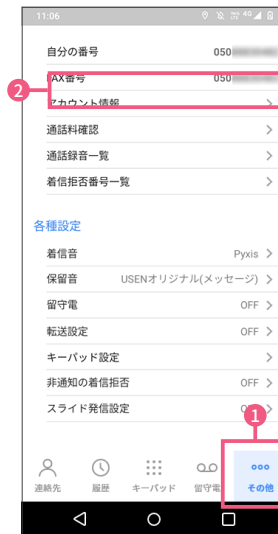 11:06
4G
自分の番号 050
FAX番号 050
アカウント情報
通話料確認
通話録音一覧
着信拒否番号一覧
各種設定
着信音 Pyxis
保留音 USENオリジナル(メッセージ)
留守電 OFF
転送設定 OFF
キーパッド設定
非通知の着信拒否 OFF
スライド発信設定
連絡先 履歴 キーパッド 留守電 その他
2
1